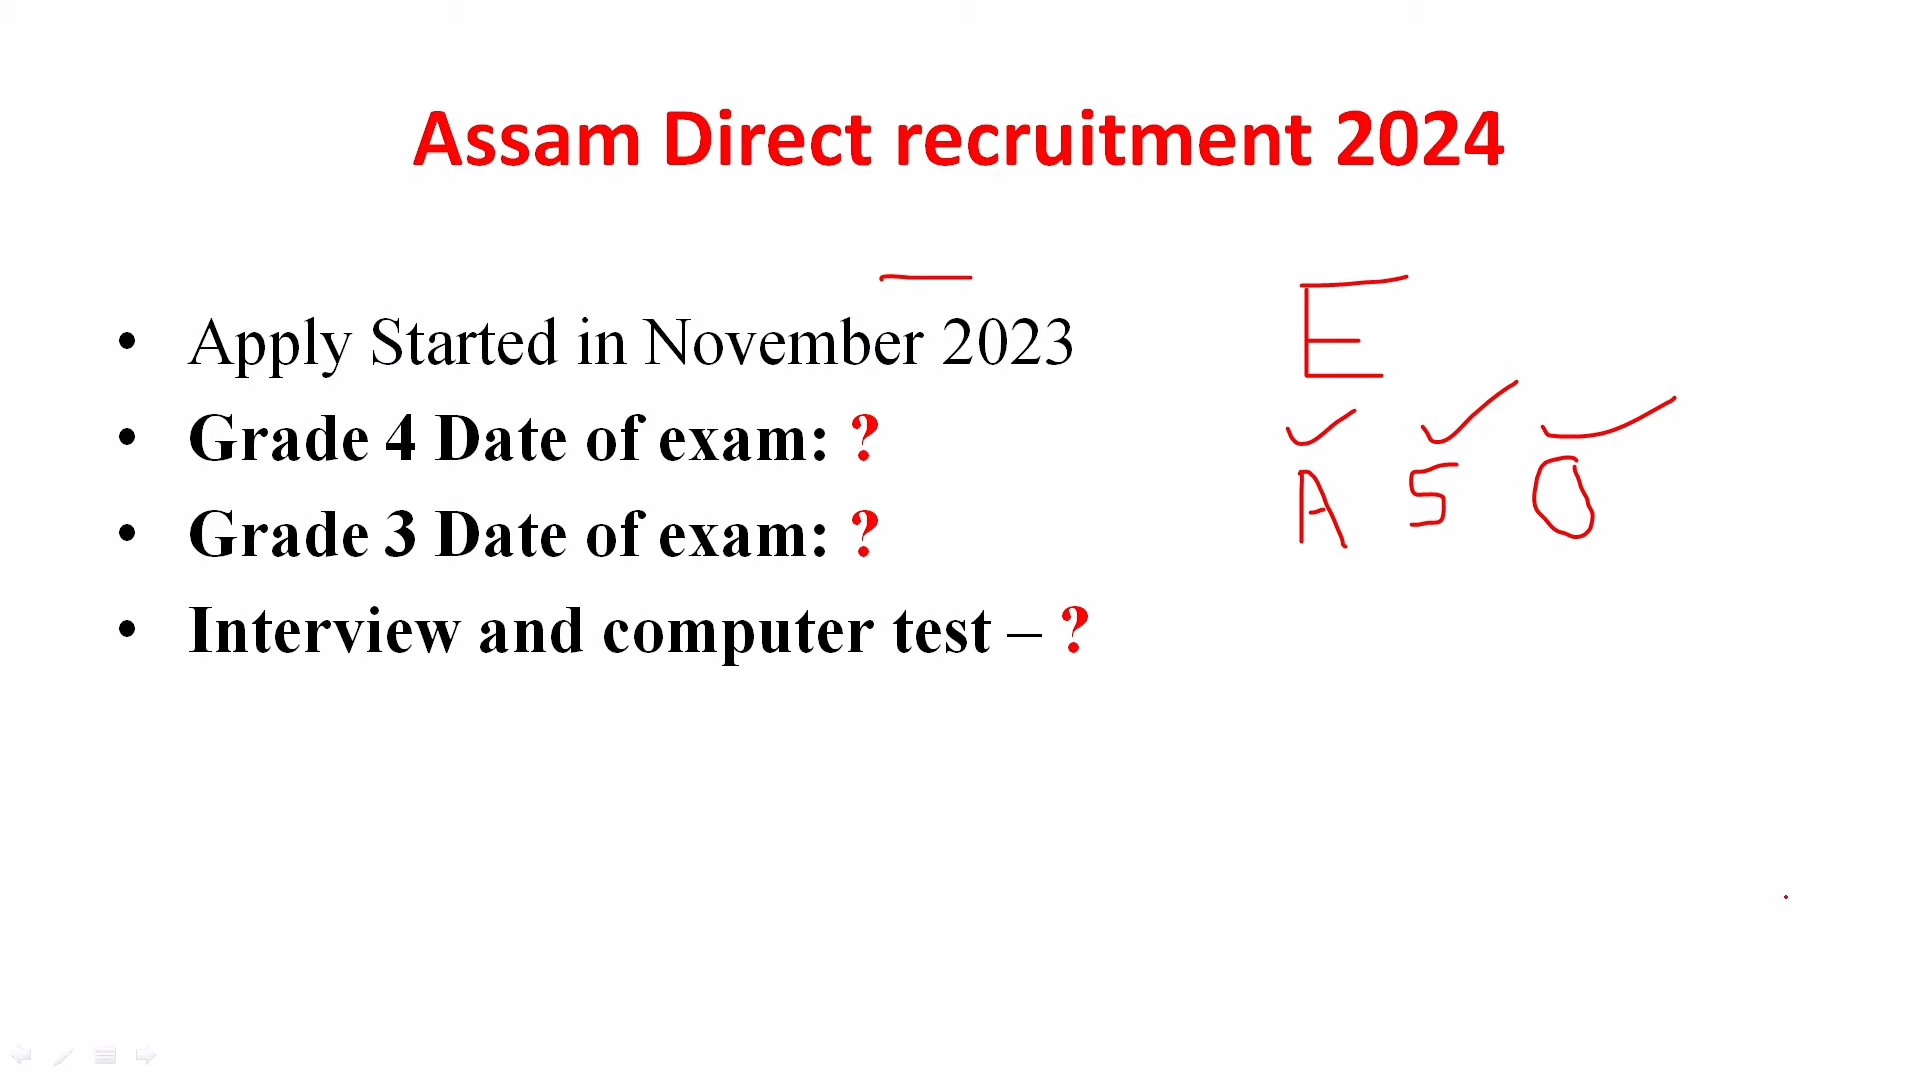 Assam Direct recruitment 2024
• Apply Started in November 2023
• Grade 4 Date of exam: ?
• Grade 3 Date of exam: ?
• Interview and computer test – ?
E
A S O